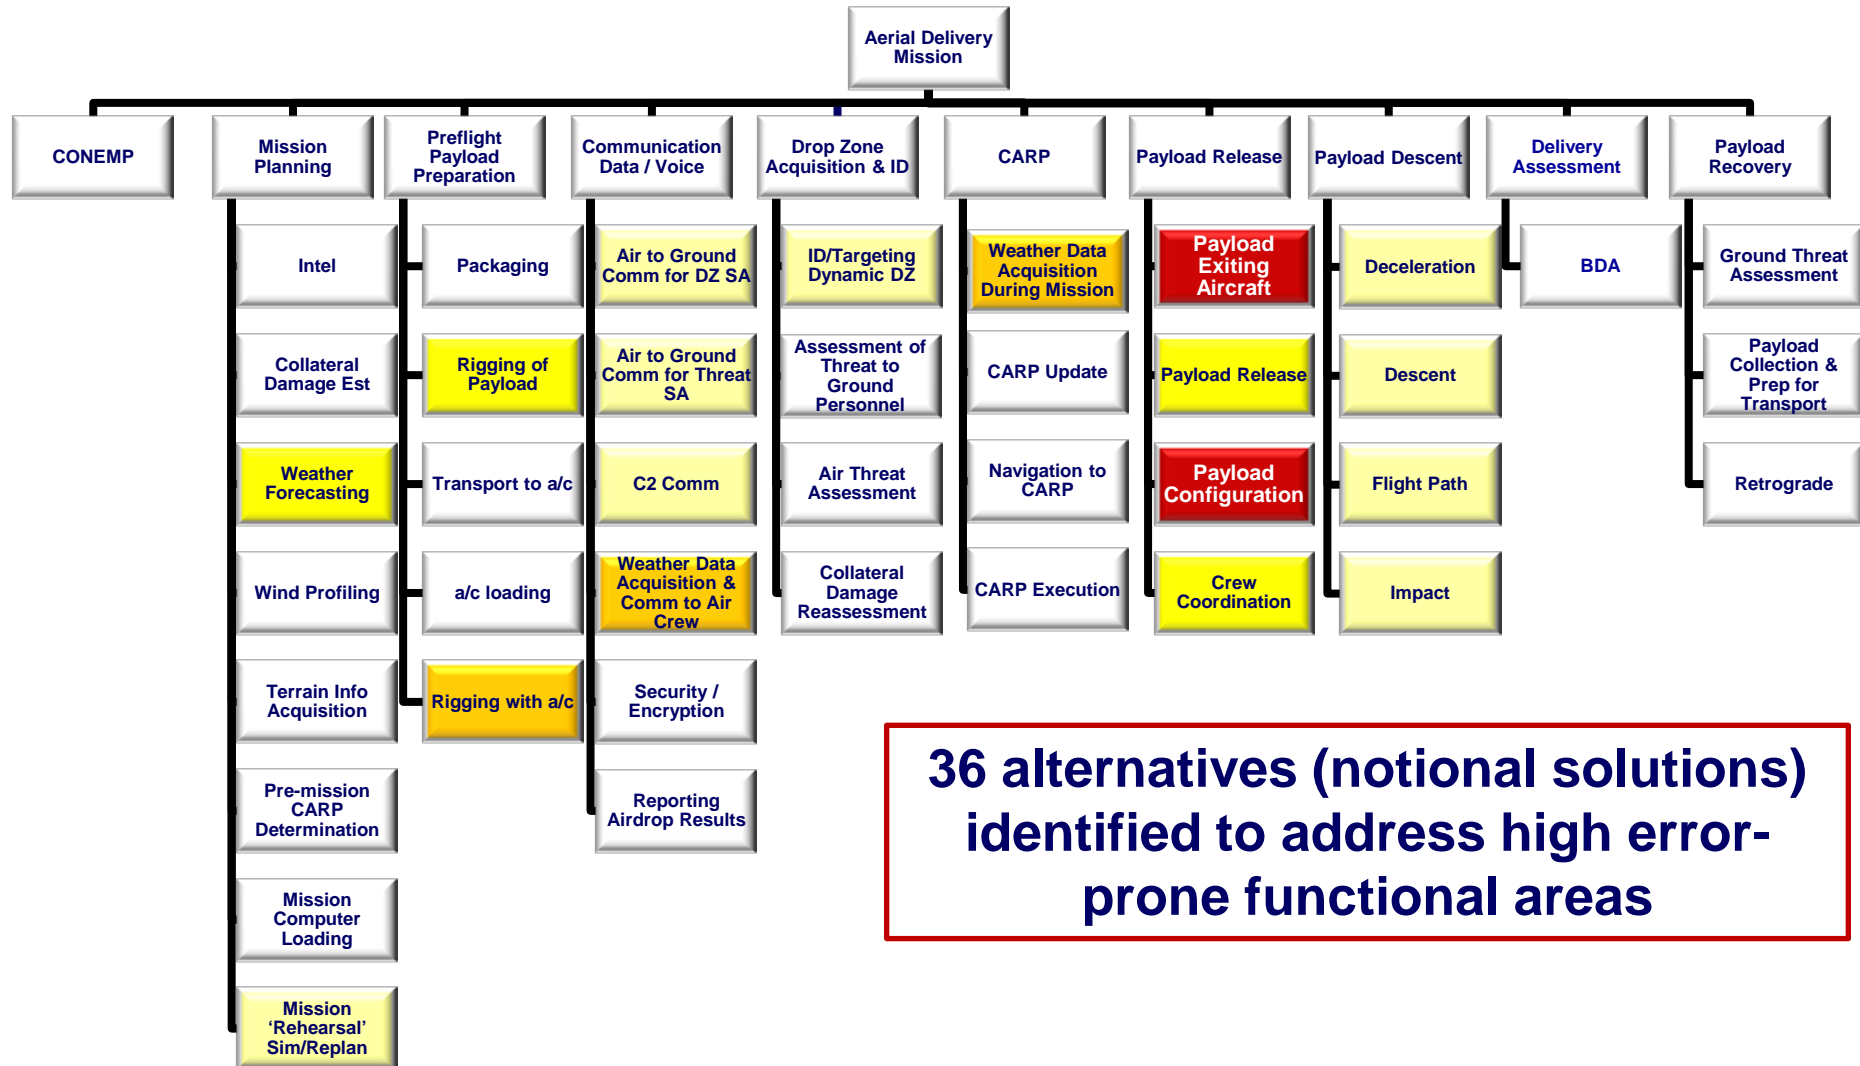 Aerial Delivery
Mission
CONEMP
Mission
Planning
Preflight
Payload
Preparation
Communication
Data / Voice
Drop Zone
Acquisition & ID
CARP
Payload Release
Payload Descent
Delivery
Assessment
Payload
Recovery
Intel
Collateral
Damage Est
Weather
Forecasting
Wind Profiling
Terrain Info
Acquisition
Pre-mission
CARP
Determination
Mission
Computer
Loading
Mission
‘Rehearsal’
Sim/Replan
Packaging
Rigging of
Payload
Transport to a/c
a/c loading
Rigging with a/c
Air to Ground
Comm for DZ SA
Air to Ground
Comm for Threat
SA
C2 Comm
Weather Data
Acquisition &
Comm to Air
Crew
Security /
Encryption
Reporting
Airdrop Results
ID/Targeting
Dynamic DZ
Assessment of
Threat to
Ground
Personnel
Air Threat
Assessment
Collateral
Damage
Reassessment
Weather Data
Acquisition
During Mission
CARP Update
Navigation to
CARP
CARP Execution
Payload
Exiting
Aircraft
Payload Release
Payload
Configuration
Crew
Coordination
Deceleration
Descent
Flight Path
Impact
BDA
Ground Threat
Assessment
Payload
Collection &
Prep for
Transport
Retrograde
36 alternatives (notional solutions)
identified to address high error-
prone functional areas